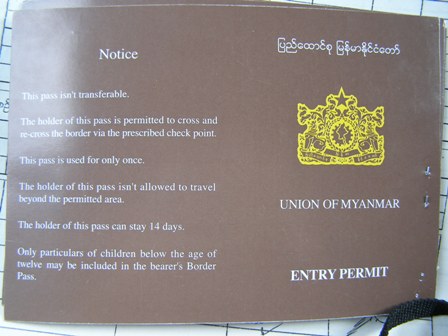 Notice
This pass isn't transferable.
The holder of this pass is permitted to cross and
re-cross the border via the prescribed check point.
This pass is used for only once.
The holder of this pass isn't allowed to travel
beyond the permitted area.
The holder of this pass can stay 14 days.
Only particulars of children below the age of
twelve may be included in the bearer's Border
Pass.
ပြည်ထောင်စု မြန်မာနိုင်ငံတော်
UNION OF MYANMAR
ENTRY PERMIT